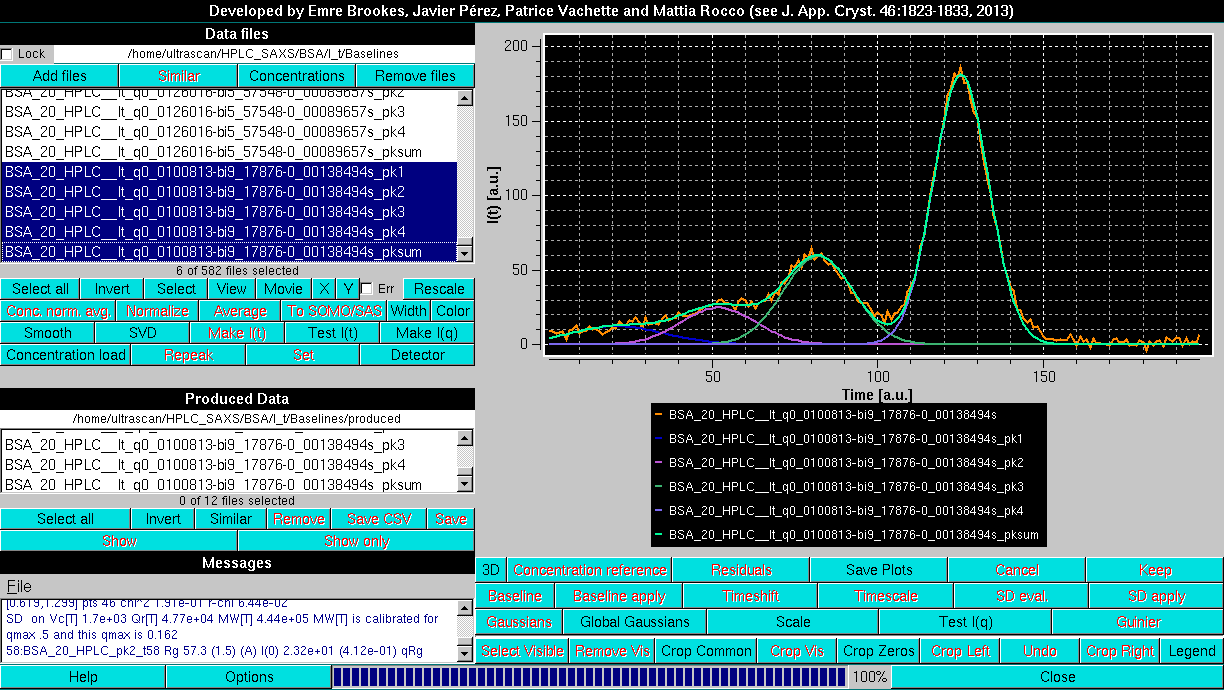 Developed by Emre Brookes, Javier Pérez, Patrice Vachette and Mattia Rocco (see J. App. Cryst. 46:1823-1833, 2013)
Data files
Lock /home/ultrascan/HPLC_SAXS/BSA/I_t/Baselines
Add files Similar Concentrations Remove files
BSA_20_HPLC__It_q0_0126016-bi5_57548-0_00089657s_pk2
BSA_20_HPLC__It_q0_0126016-bi5_57548-0_00089657s_pk3
BSA_20_HPLC__It_q0_0126016-bi5_57548-0_00089657s_pk4
BSA_20_HPLC__It_q0_0126016-bi5_57548-0_00089657s_pksum
BSA_20_HPLC__It_q0_0100813-bi9_17876-0_00138494s_pk1
BSA_20_HPLC__It_q0_0100813-bi9_17876-0_00138494s_pk2
BSA_20_HPLC__It_q0_0100813-bi9_17876-0_00138494s_pk3
BSA_20_HPLC__It_q0_0100813-bi9_17876-0_00138494s_pk4
BSA_20_HPLC__It_q0_0100813-bi9_17876-0_00138494s_pksum
6 of 582 files selected
Select all Invert Select View Movie X Y Err Rescale
Conc. norm. avg. Normalize Average To SOMO/SAS Width Color
Smooth SVD Make I(t) Test I(t) Make I(q)
Concentration load Repeak Set Detector
Produced Data
/home/ultrascan/HPLC_SAXS/BSA/I_t/Baselines/produced
BSA_20_HPLC__It_q0_0100813-bi9_17876-0_00138494s_pk3
BSA_20_HPLC__It_q0_0100813-bi9_17876-0_00138494s_pk4
BSA_20_HPLC__It_q0_0100813-bi9_17876-0_00138494s_pksum
0 of 12 files selected
Select all Invert Similar Remove Save CSV Save
Show Show only
Messages
File
[0.619,1.299] pts 46 chi^2 1.91e-01 r-chi 6.44e-02
SD on Vc[T] 1.7e+03 Qr[T] 4.77e+04 MW[T] 4.44e+05 MW[T] is calibrated for
qmax .5 and this qmax is 0.162
58:BSA_20_HPLC_pk2_t58 Rg 57.3 (1.5) (A) I(0) 2.32e+01 (4.12e-01) qRg
Help Options 100% Close
200
150
100
50
0
I(t) [a.u.]
50 100 150
Time [a.u.]
BSA_20_HPLC__It_q0_0100813-bi9_17876-0_00138494s
BSA_20_HPLC__It_q0_0100813-bi9_17876-0_00138494s_pk1
BSA_20_HPLC__It_q0_0100813-bi9_17876-0_00138494s_pk2
BSA_20_HPLC__It_q0_0100813-bi9_17876-0_00138494s_pk3
BSA_20_HPLC__It_q0_0100813-bi9_17876-0_00138494s_pk4
BSA_20_HPLC__It_q0_0100813-bi9_17876-0_00138494s_pksum
3D Concentration reference Residuals Save Plots Cancel Keep
Baseline Baseline apply Timeshift Timescale SD eval. SD apply
Gaussians Global Gaussians Scale Test I(q) Guinier
Select Visible Remove Vis Crop Common Crop Vis Crop Zeros Crop Left Undo Crop Right Legend